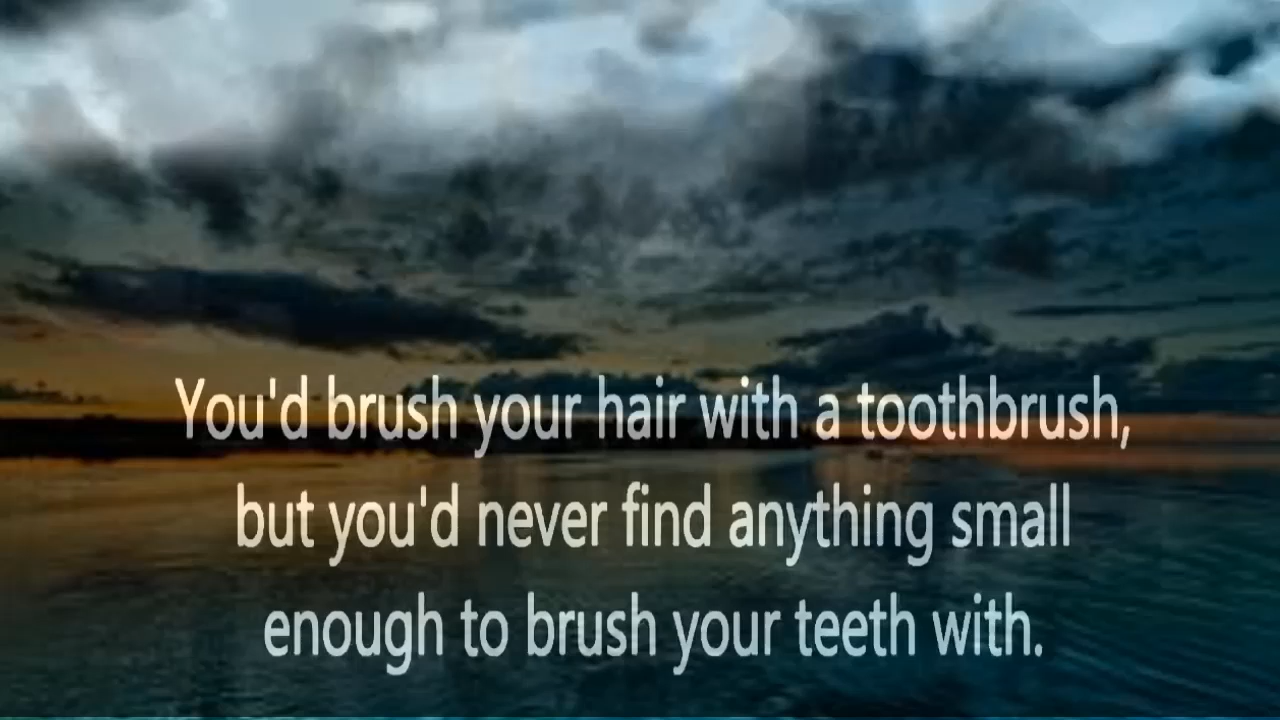 You'd brush your hair with a toothbrush,
but you'd never find anything small
enough to brush your teeth with.